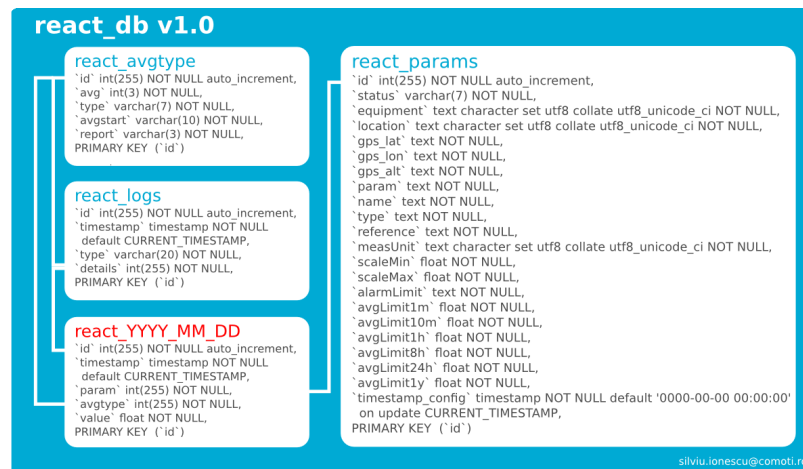 react_db v1.0
react_avgtype
`id` int(255) NOT NULL auto_increment,
`avg` int(3) NOT NULL,
`type` varchar(7) NOT NULL,
`avgstart` varchar(10) NOT NULL,
`report` varchar(3) NOT NULL,
PRIMARY KEY (`id`)
react_logs
`id` int(255) NOT NULL auto_increment,
`timestamp` timestamp NOT NULL
default CURRENT_TIMESTAMP,
`type` varchar(20) NOT NULL,
`details` int(255) NOT NULL,
PRIMARY KEY (`id`)
react_YYYY_MM_DD
`id` int(255) NOT NULL auto_increment,
`timestamp` timestamp NOT NULL
default CURRENT_TIMESTAMP,
`param` int(255) NOT NULL,
`avgtype` int(255) NOT NULL,
`value` float NOT NULL,
PRIMARY KEY (`id`)
react_params
`id` int(255) NOT NULL auto_increment,
`status` varchar(7) NOT NULL,
`equipment` text character set utf8 collate utf8_unicode_ci NOT NULL,
`location` text character set utf8 collate utf8_unicode_ci NOT NULL,
`gps_lat` text NOT NULL,
`gps_lon` text NOT NULL,
`gps_alt` text NOT NULL,
`param` text NOT NULL,
`name` text NOT NULL,
`type` text NOT NULL,
`reference` text NOT NULL,
`measUnit` text character set utf8 collate utf8_unicode_ci NOT NULL,
`scaleMin` float NOT NULL,
`scaleMax` float NOT NULL,
`alarmLimit` text NOT NULL,
`avgLimit1m` float NOT NULL,
`avgLimit10m` float NOT NULL,
`avgLimit1h` float NOT NULL,
`avgLimit8h` float NOT NULL,
`avgLimit24h` float NOT NULL,
`avgLimit1y` float NOT NULL,
`timestamp_config` timestamp NOT NULL default '0000-00-00 00:00:00'
on update CURRENT_TIMESTAMP,
PRIMARY KEY (`id`)
silviu.ionescu@comoti.r